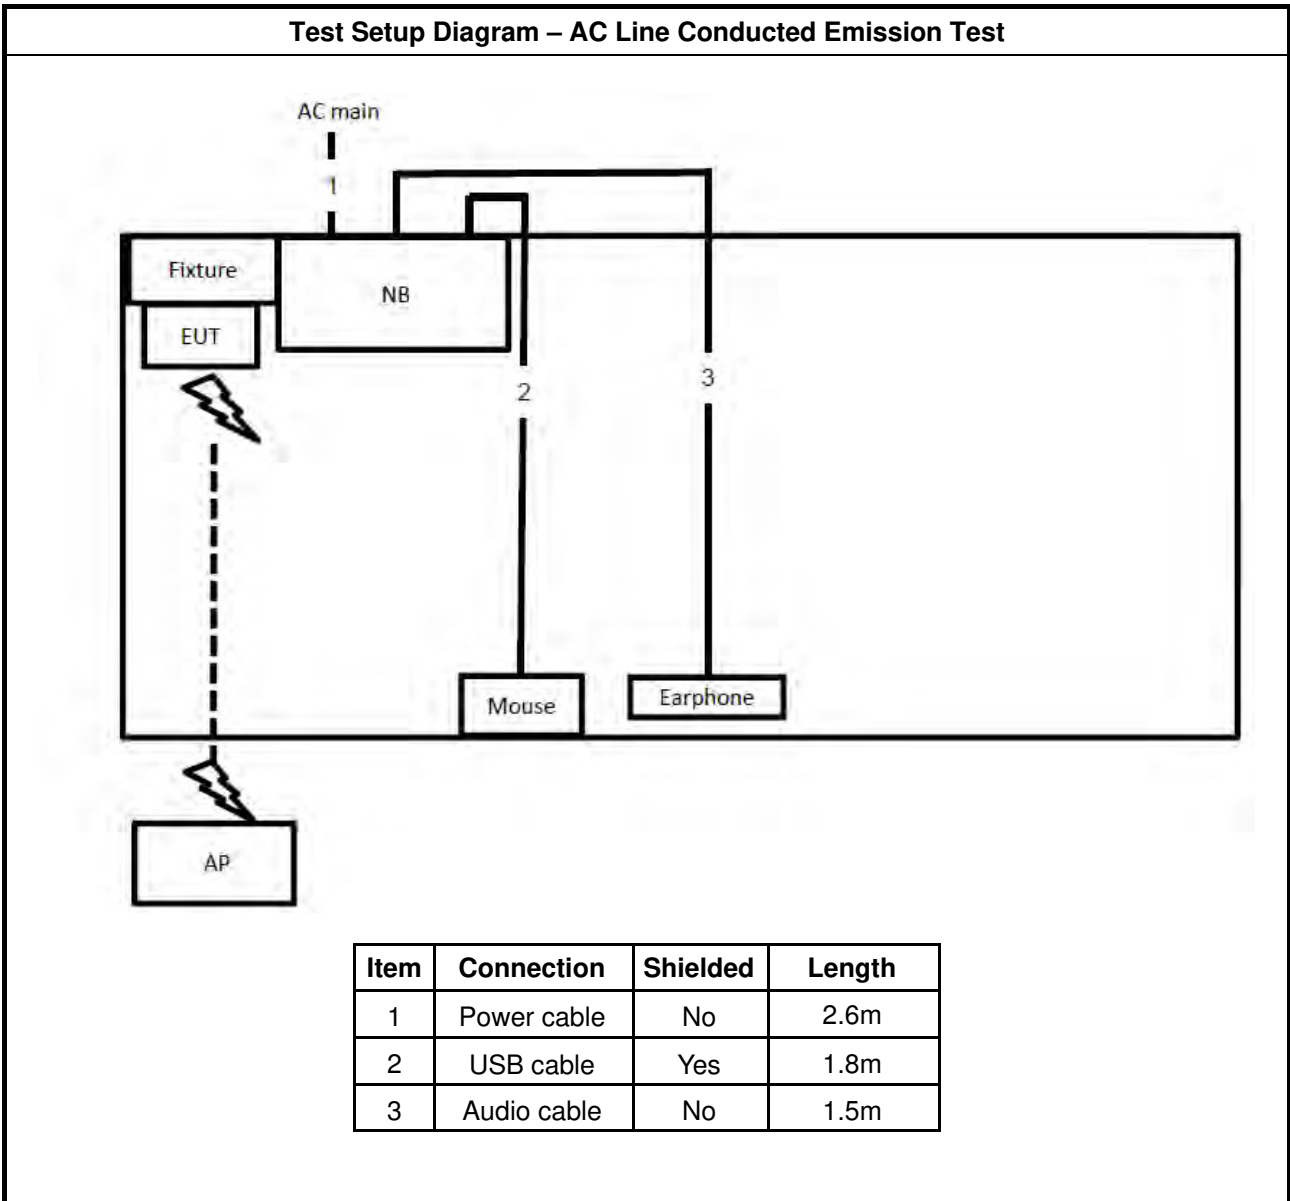 Test Setup Diagram – AC Line Conducted Emission Test
AC main
1
Fixture
NB
EUT
2
3
Mouse
Earphone
AP
Item Connection Shielded Length
1 Power cable No 2.6m
2 USB cable Yes 1.8m
3 Audio cable No 1.5m